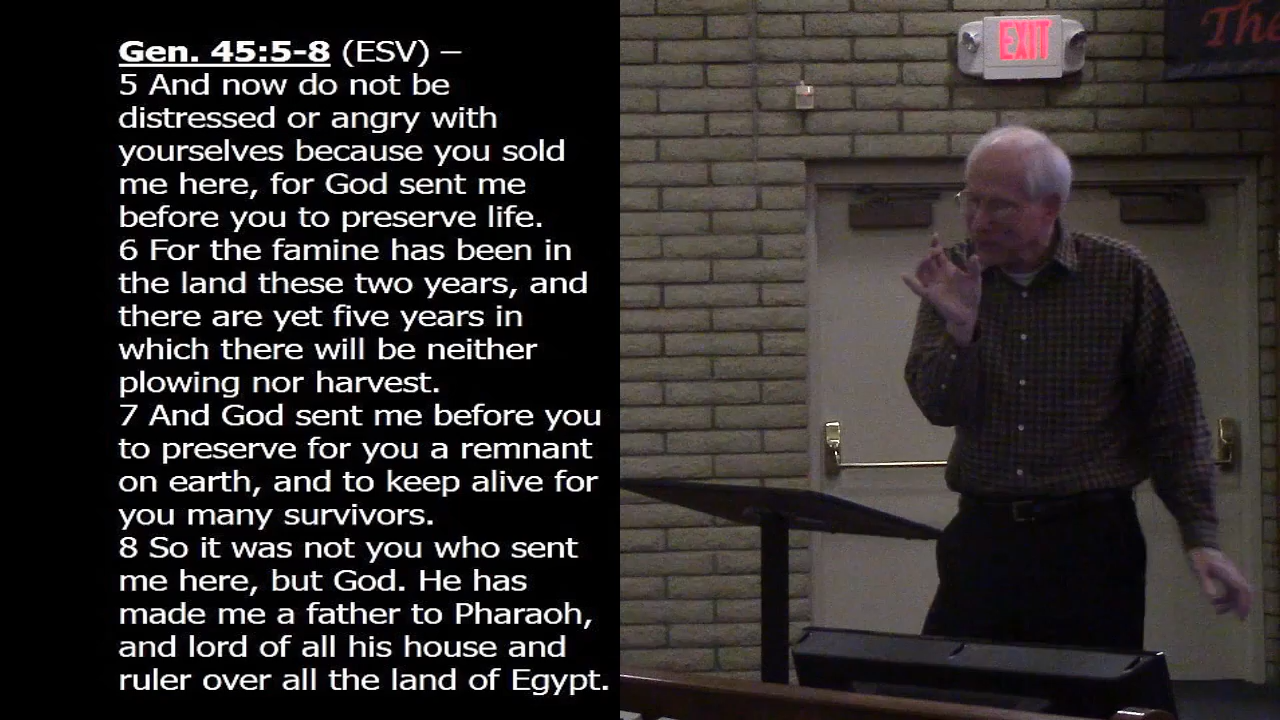 Gen. 45:5-8 (ESV) –
5 And now do not be
distressed or angry with
yourselves because you sold
me here, for God sent me
before you to preserve life.
6 For the famine has been in
the land these two years, and
there are yet five years in
which there will be neither
plowing nor harvest.
7 And God sent me before you
to preserve for you a remnant
on earth, and to keep alive for
you many survivors.
8 So it was not you who sent
me here, but God. He has
made me a father to Pharaoh,
and lord of all his house and
ruler over all the land of Egypt.
EXIT